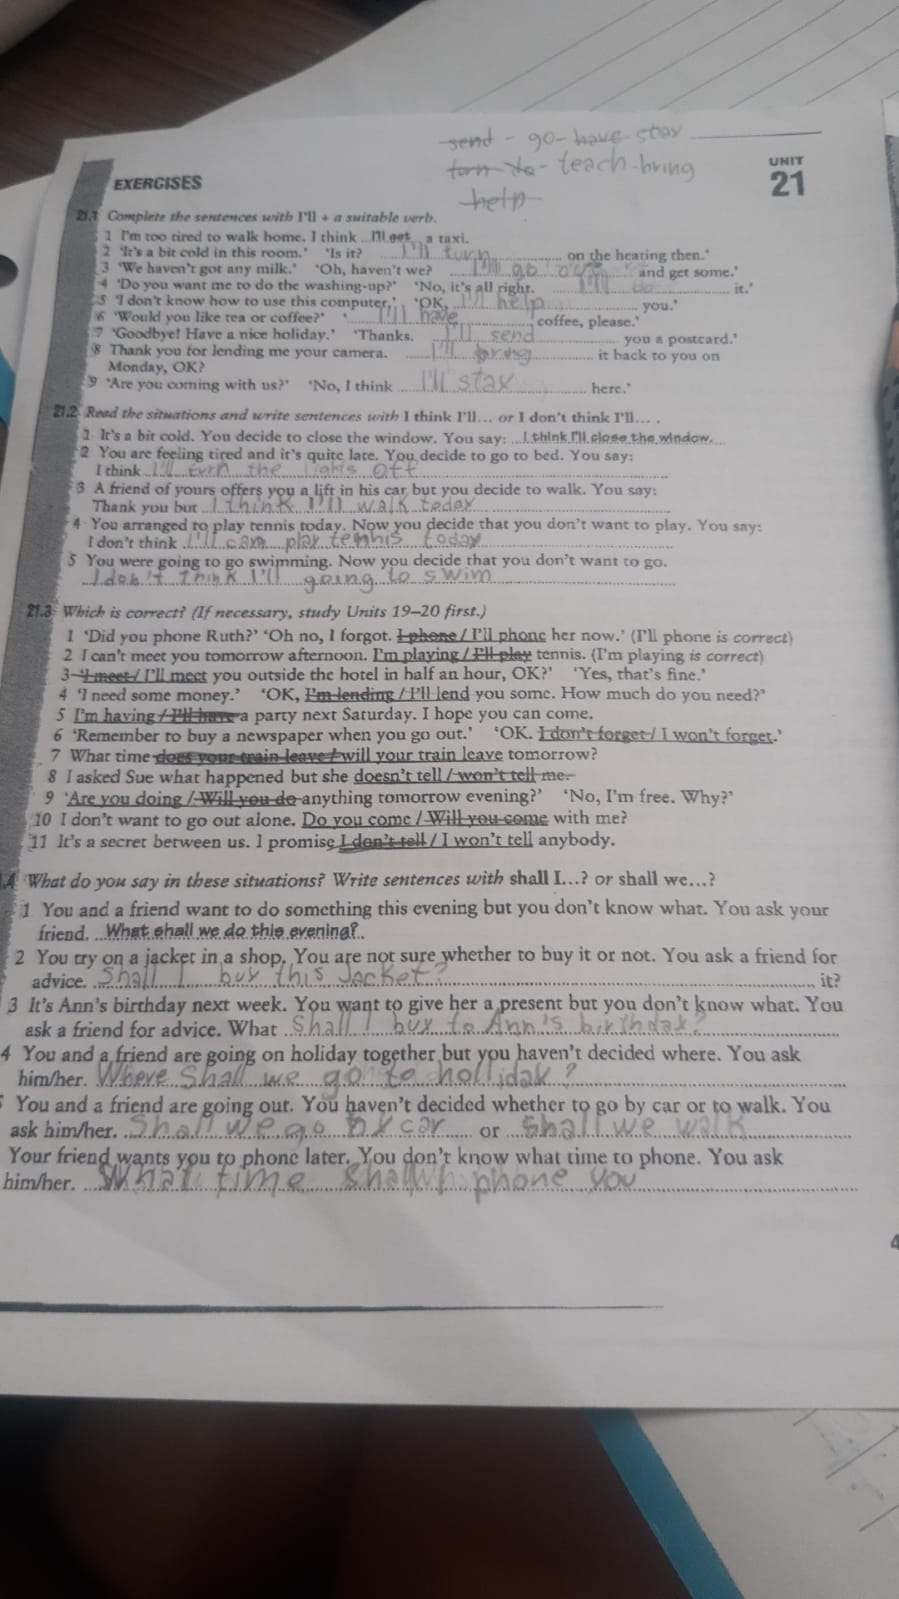 send - go - have - stay
turn - do - teach - bring
help
UNIT
21
EXERCISES
21.1 Complete the sentences with I'll + a suitable verb.
1 I'm too tired to walk home. I think I'll get a taxi.
2 'It's a bit cold in this room.' 'Is it? I'll turn on the heating then.'
3 'We haven't got any milk.' 'Oh, haven't we? I'll go out and get some.'
4 'Do you want me to do the washing-up?' 'No, it's all right. I'll do it.'
5 'I don't know how to use this computer.' 'OK, I'll help you.'
6 'Would you like tea or coffee?' 'I'll have coffee, please.'
7 'Goodbye! Have a nice holiday.' 'Thanks. I'll send you a postcard.'
8 Thank you for lending me your camera. I'll bring it back to you on
Monday, OK?
9 'Are you coming with us?' 'No, I think I'll stay here.'
21.2 Read the situations and write sentences with I think I'll... or I don't think I'll... .
1 It's a bit cold. You decide to close the window. You say: I think I'll close the window.
2 You are feeling tired and it's quite late. You decide to go to bed. You say:
I think I'll turn the lights off
3 A friend of yours offers you a lift in his car but you decide to walk. You say:
Thank you but I think I'll walk today
4 You arranged to play tennis today. Now you decide that you don't want to play. You say:
I don't think I'll can play tennis today
5 You were going to go swimming. Now you decide that you don't want to go.
I don't think I'll going to swim
21.3 Which is correct? (If necessary, study Units 19–20 first.)
1 'Did you phone Ruth?' 'Oh no, I forgot. I phone / I'll phone her now.' (I'll phone is correct)
2 I can't meet you tomorrow afternoon. I'm playing / I'll play tennis. (I'm playing is correct)
3 'I meet / I'll meet you outside the hotel in half an hour, OK?' 'Yes, that's fine.'
4 'I need some money.' 'OK, I'm lending / I'll lend you some. How much do you need?'
5 I'm having / I'll have a party next Saturday. I hope you can come.
6 'Remember to buy a newspaper when you go out.' 'OK. I don't forget / I won't forget.'
7 What time does your train leave / will your train leave tomorrow?
8 I asked Sue what happened but she doesn't tell / won't tell me.
9 'Are you doing / Will you do anything tomorrow evening?' 'No, I'm free. Why?'
10 I don't want to go out alone. Do you come / Will you come with me?
11 It's a secret between us. I promise I don't tell / I won't tell anybody.
.4 What do you say in these situations? Write sentences with shall I...? or shall we...?
1 You and a friend want to do something this evening but you don't know what. You ask your
friend. What shall we do this evening?
2 You try on a jacket in a shop. You are not sure whether to buy it or not. You ask a friend for
advice. Shall I buy this Jacket? it?
3 It's Ann's birthday next week. You want to give her a present but you don't know what. You
ask a friend for advice. What Shall I buy to Ann's birthday?
4 You and a friend are going on holiday together but you haven't decided where. You ask
him/her. Where Shall we go to holliday?
You and a friend are going out. You haven't decided whether to go by car or to walk. You
ask him/her. Shall we go by car or Shall we walk
Your friend wants you to phone later. You don't know what time to phone. You ask
him/her. What time shall phone you
4